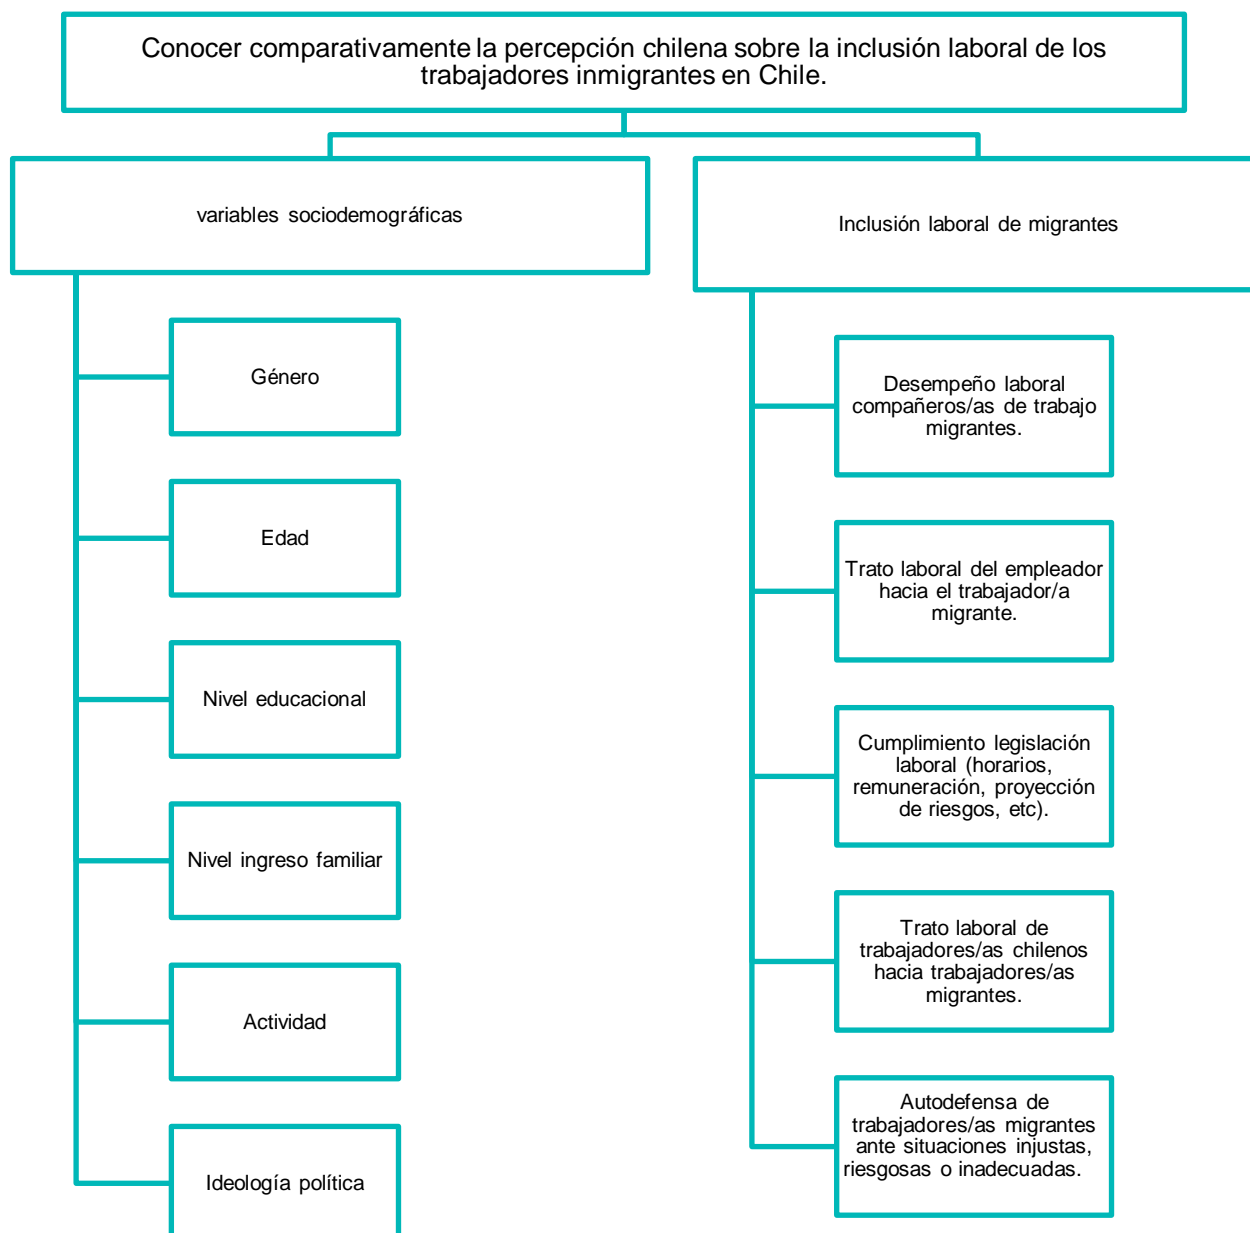 Conocer comparativamente la percepción chilena sobre la inclusión laboral de los
trabajadores inmigrantes en Chile.
variables sociodemográficas
Género
Edad
Nivel educacional
Nivel ingreso familiar
Actividad
Ideología política
Inclusión laboral de migrantes
Desempeño laboral
compañeros/as de trabajo
migrantes.
Trato laboral del empleador
hacia el trabajador/a
migrante.
Cumplimiento legislación
laboral (horarios,
remuneración, proyección
de riesgos, etc).
Trato laboral de
trabajadores/as chilenos
hacia trabajadores/as
migrantes.
Autodefensa de
trabajadores/as migrantes
ante situaciones injustas,
riesgosas o inadecuadas.